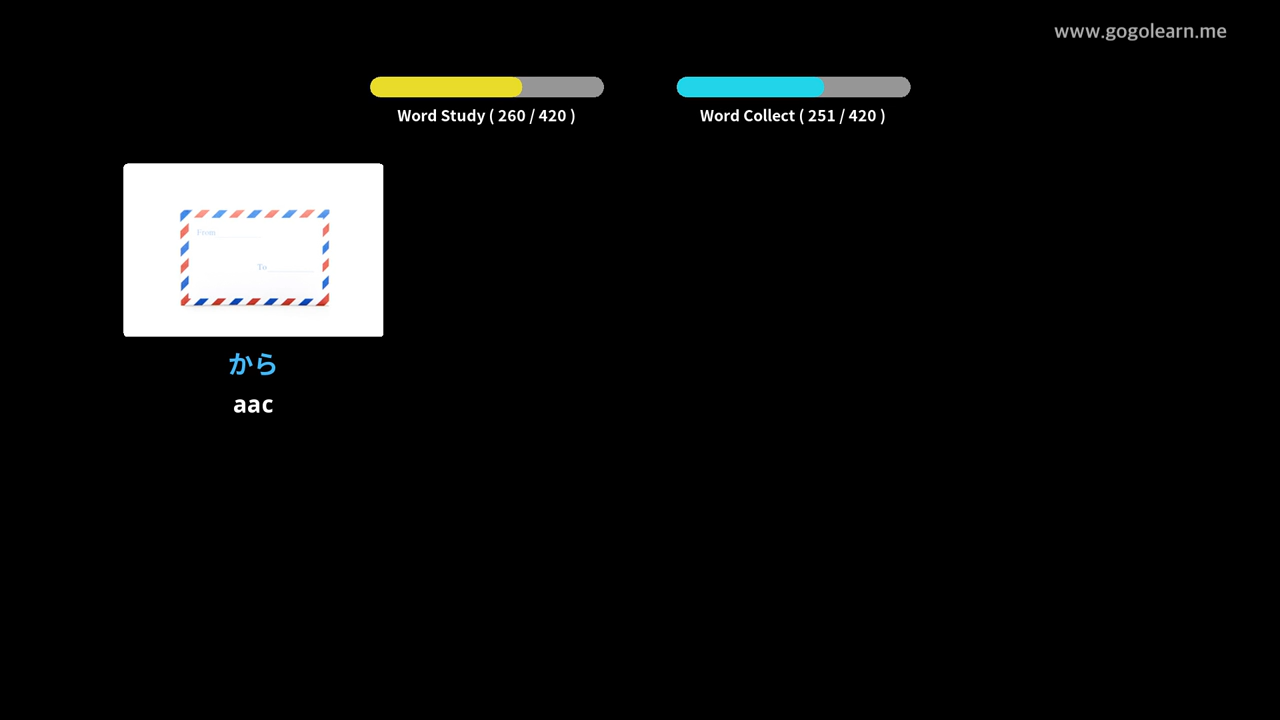 www.gogolearn.me
Word Study ( 260 / 420 )
Word Collect ( 251 / 420 )
From
To
から
aac